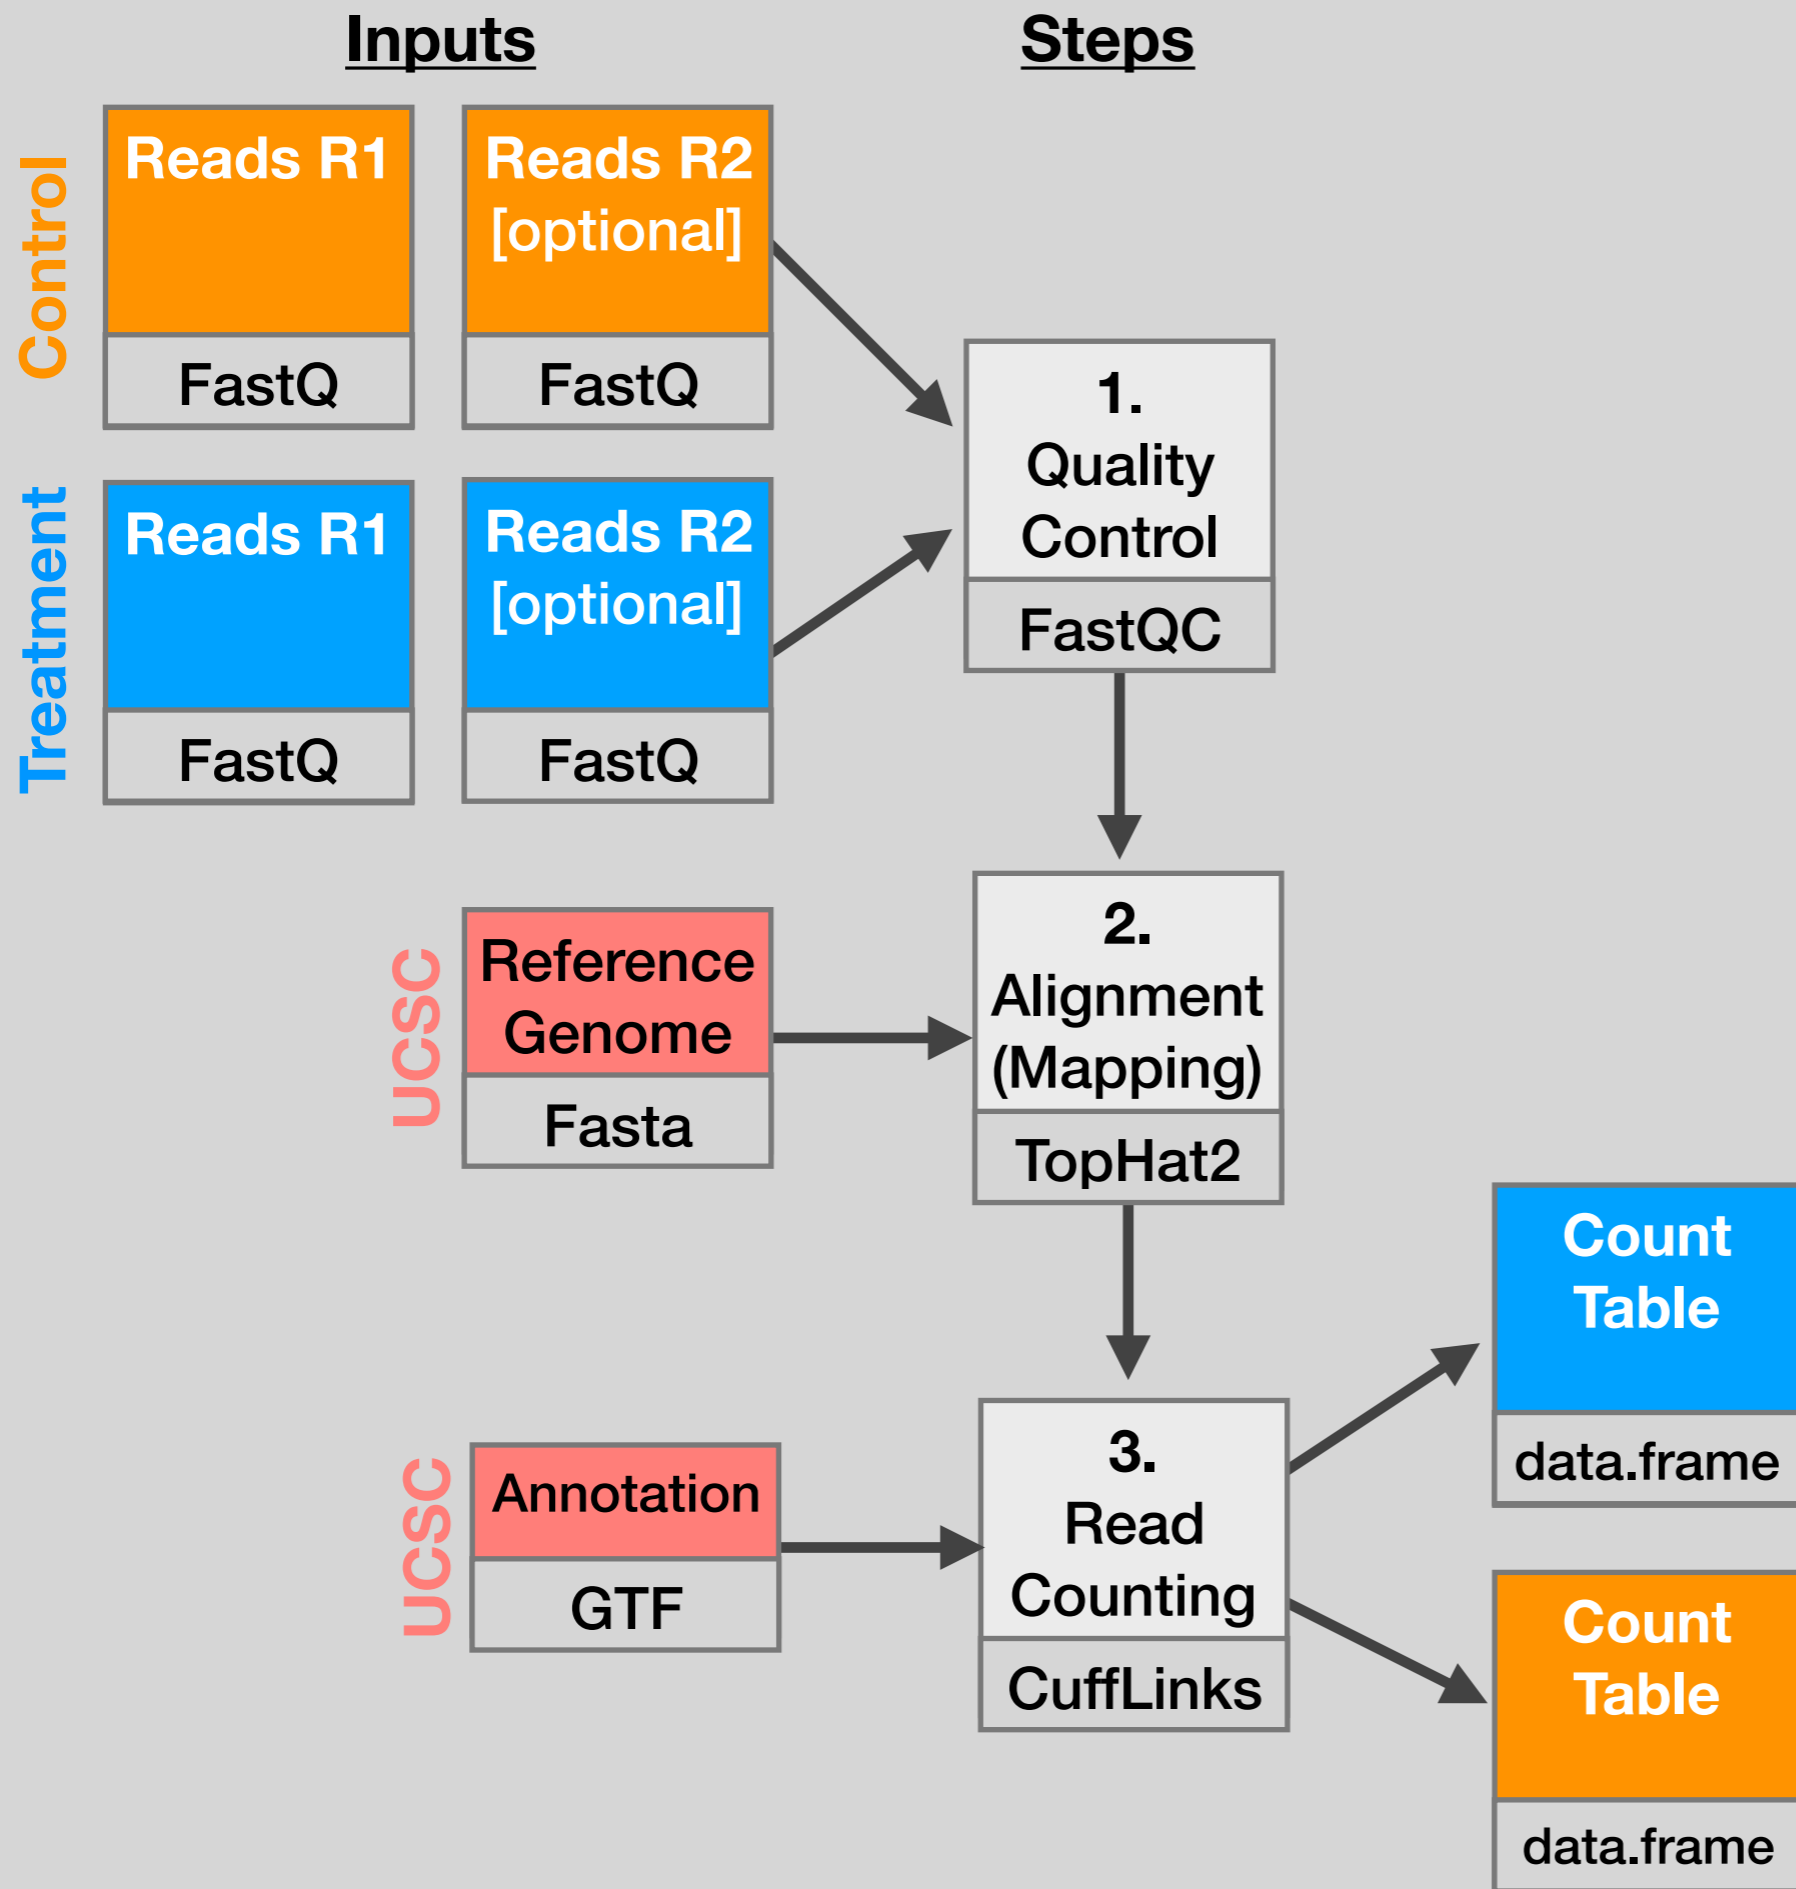 Inputs
Steps
Control
Reads R1
FastQ
Reads R2
[optional]
FastQ
Treatment
Reads R1
FastQ
Reads R2
[optional]
FastQ
1.
Quality
Control
FastQC
UCSC
Reference
Genome
Fasta
2.
Alignment
(Mapping)
TopHat2
UCSC
Annotation
GTF
3.
Read
Counting
CuffLinks
Count
Table
data.frame
Count
Table
data.frame